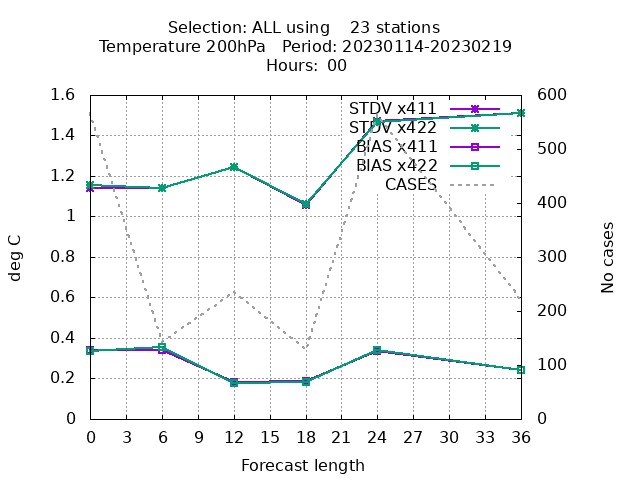 Selection: ALL using    23 stations
Temperature 200hPa   Period: 20230114-20230219
Hours: 00
1.6
1.4
1.2
1
0.8
0.6
0.4
0.2
0
deg C
STDV x411
STDV x422
BIAS x411
BIAS x422
CASES
600
500
400
300
200
100
0
No cases
0 3 6 9 12 15 18 21 24 27 30 33 36
Forecast length